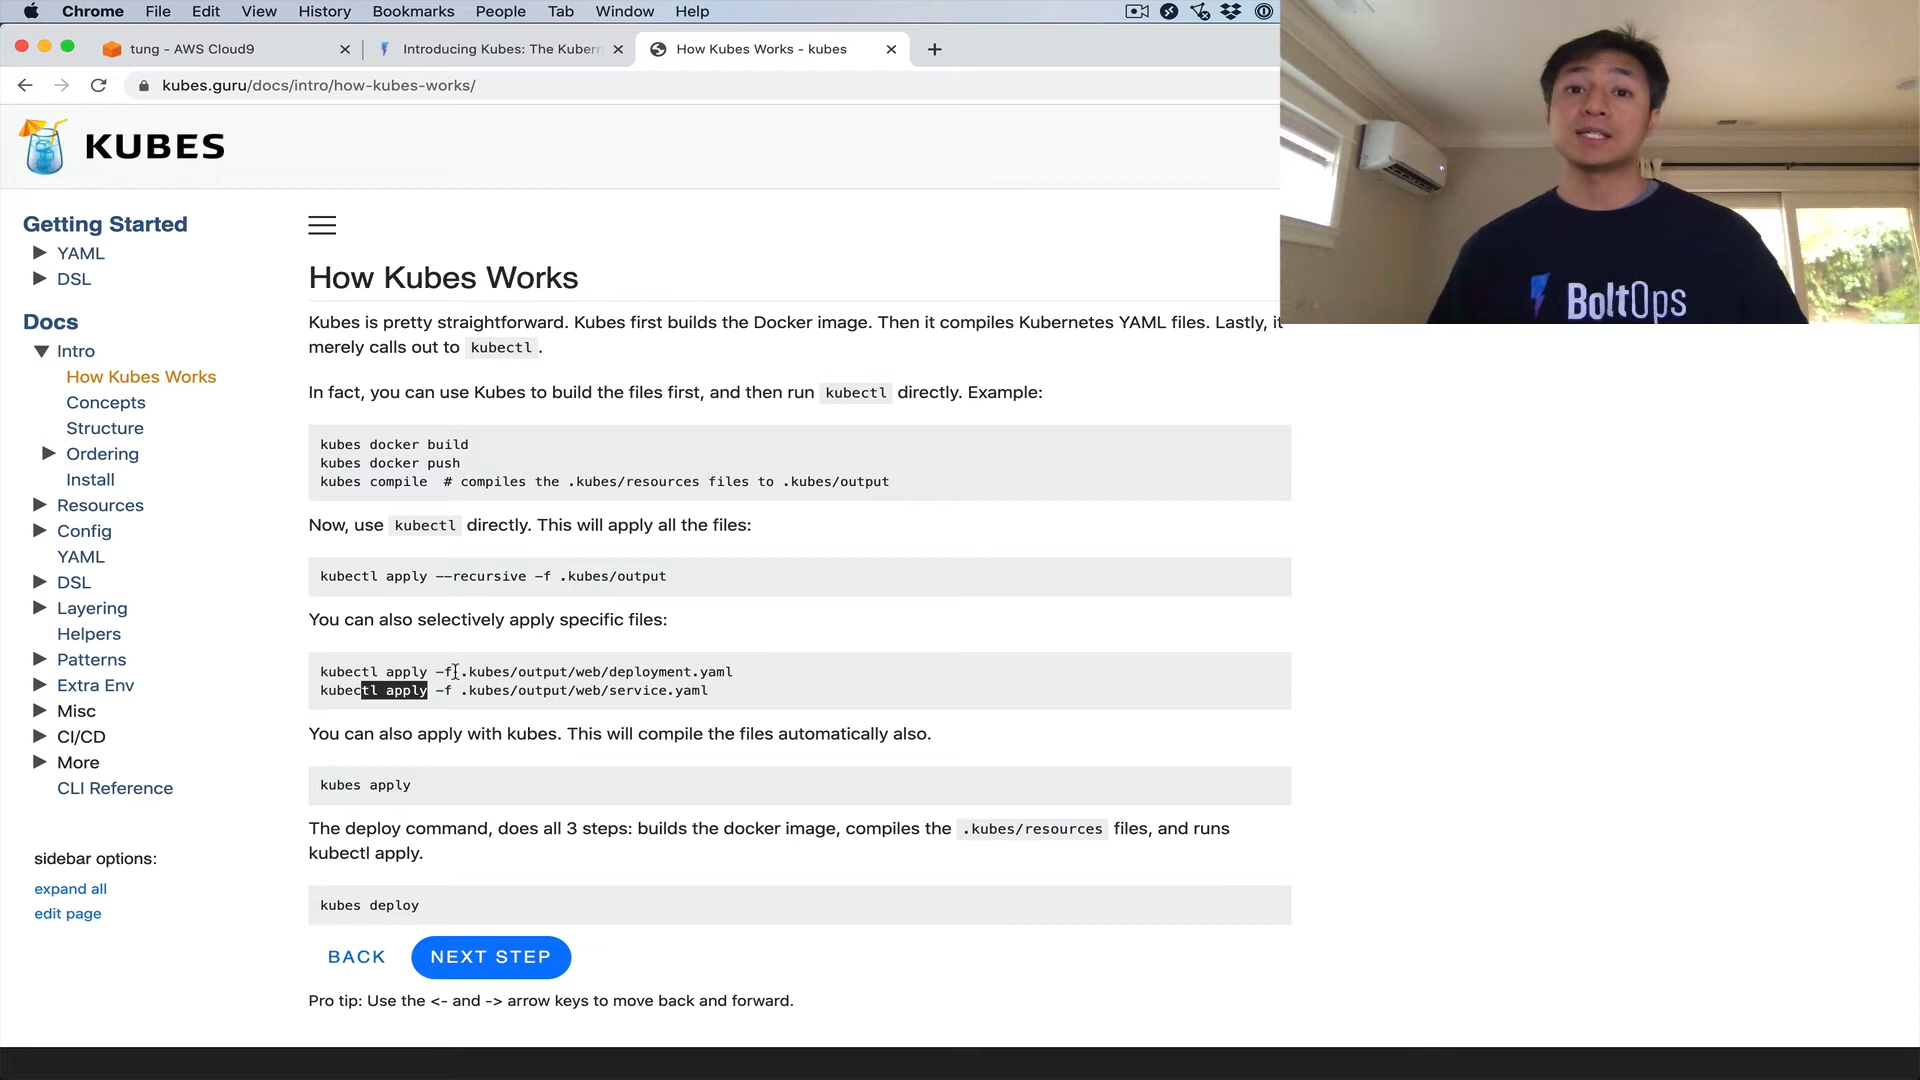 Chrome File Edit View History Bookmarks People Tab Window Help
tung - AWS Cloud9
Introducing Kubes: The Kubern
How Kubes Works - kubes
kubes.guru/docs/intro/how-kubes-works/
KUBES
Getting Started
YAML
DSL
Docs
Intro
How Kubes Works
Concepts
Structure
Ordering
Install
Resources
Config
YAML
DSL
Layering
Helpers
Patterns
Extra Env
Misc
CI/CD
More
CLI Reference
sidebar options:
expand all
edit page
How Kubes Works
Kubes is pretty straightforward. Kubes first builds the Docker image. Then it compiles Kubernetes YAML files. Lastly, it
merely calls out to kubectl .
In fact, you can use Kubes to build the files first, and then run kubectl directly. Example:
kubes docker build
kubes docker push
kubes compile # compiles the .kubes/resources files to .kubes/output
Now, use kubectl directly. This will apply all the files:
kubectl apply --recursive -f .kubes/output
You can also selectively apply specific files:
kubectl apply -f .kubes/output/web/deployment.yaml
kubectl apply -f .kubes/output/web/service.yaml
You can also apply with kubes. This will compile the files automatically also.
kubes apply
The deploy command, does all 3 steps: builds the docker image, compiles the .kubes/resources files, and runs
kubectl apply.
kubes deploy
BACK NEXT STEP
Pro tip: Use the <- and -> arrow keys to move back and forward.
BoltOps